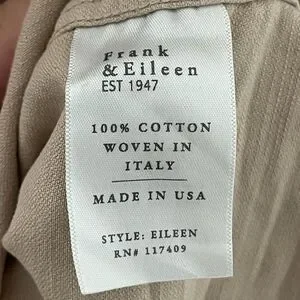 Frank
& Eileen
EST 1947
100% COTTON
WOVEN IN
ITALY
MADE IN USA
STYLE: EILEEN
RN# 117409